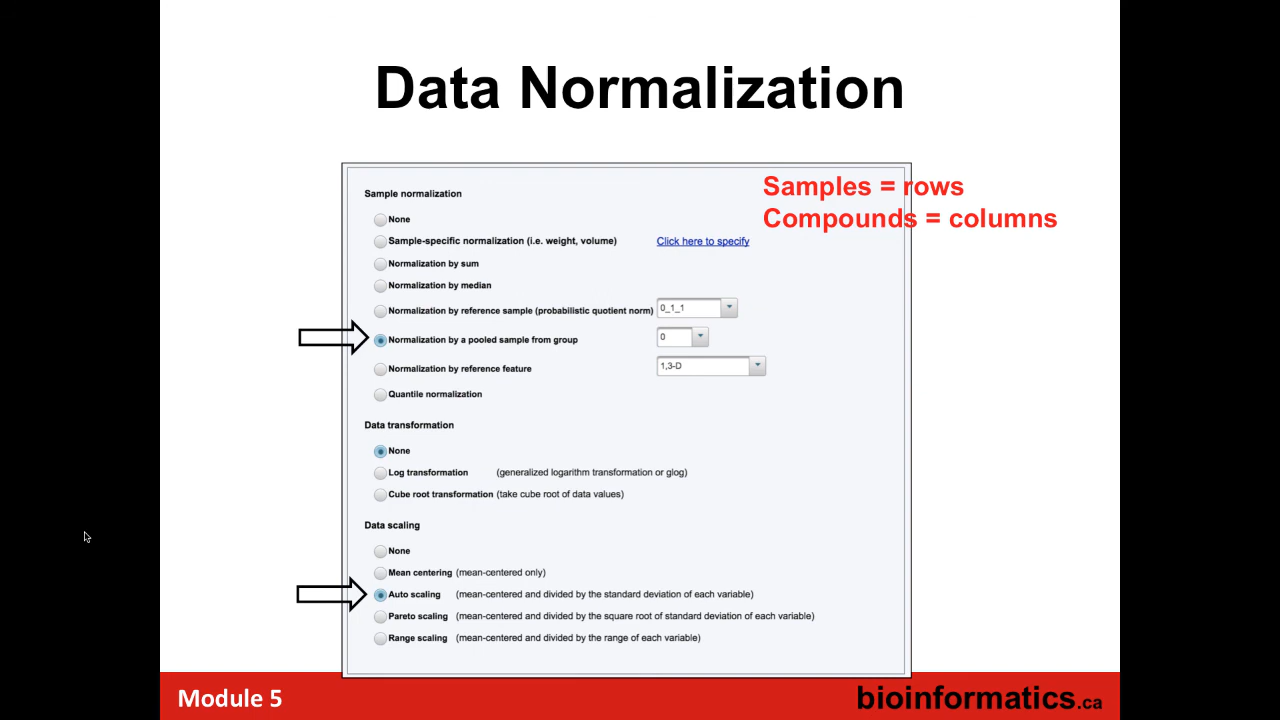 Data Normalization
Samples = rows
Compounds = columns
Sample normalization
None
Sample-specific normalization (i.e. weight, volume) Click here to specify
Normalization by sum
Normalization by median
Normalization by reference sample (probabilistic quotient norm) 0_1_1
Normalization by a pooled sample from group 0
Normalization by reference feature 1,3-D
Quantile normalization
Data transformation
None
Log transformation (generalized logarithm transformation or glog)
Cube root transformation (take cube root of data values)
Data scaling
None
Mean centering (mean-centered only)
Auto scaling (mean-centered and divided by the standard deviation of each variable)
Pareto scaling (mean-centered and divided by the square root of standard deviation of each variable)
Range scaling (mean-centered and divided by the range of each variable)
Module 5 bioinformatics.ca